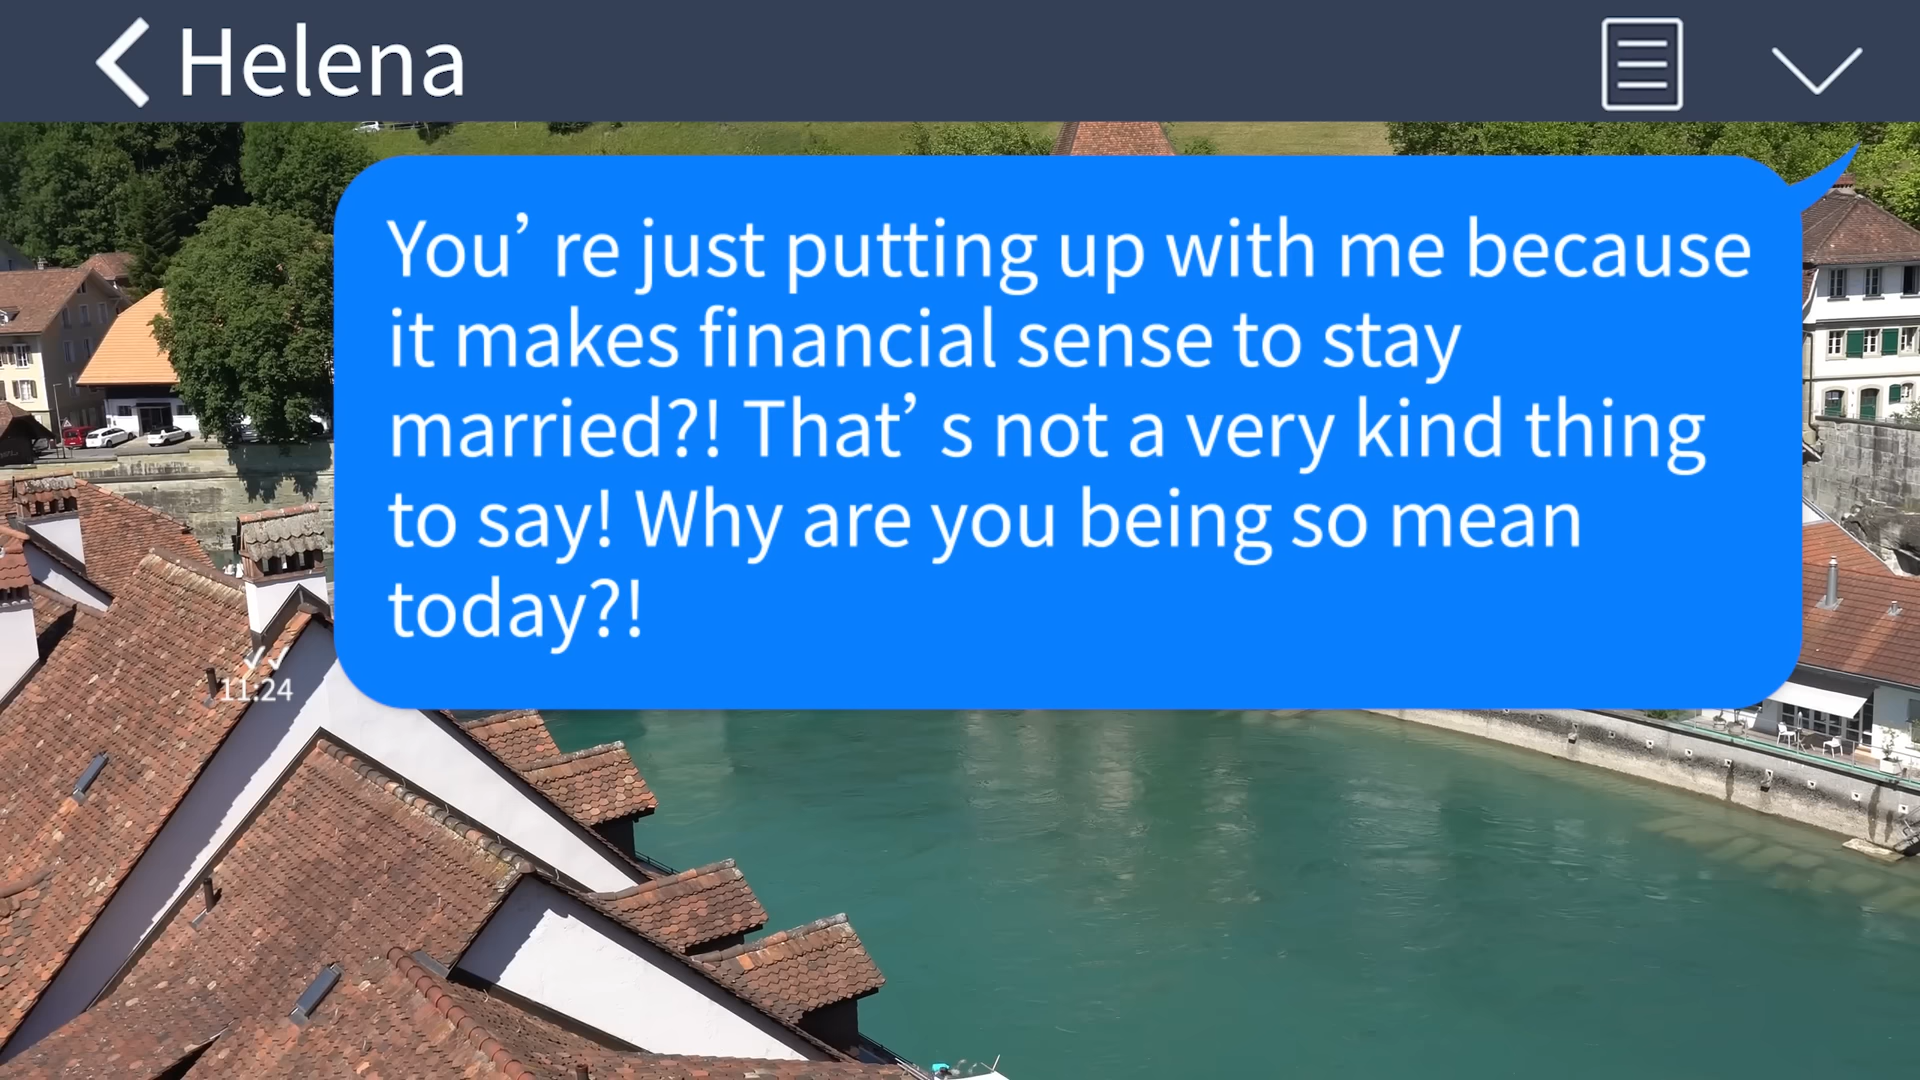 Helena
You’ re just putting up with me because
it makes financial sense to stay
married?! That’ s not a very kind thing
to say! Why are you being so mean
today?!
11:24